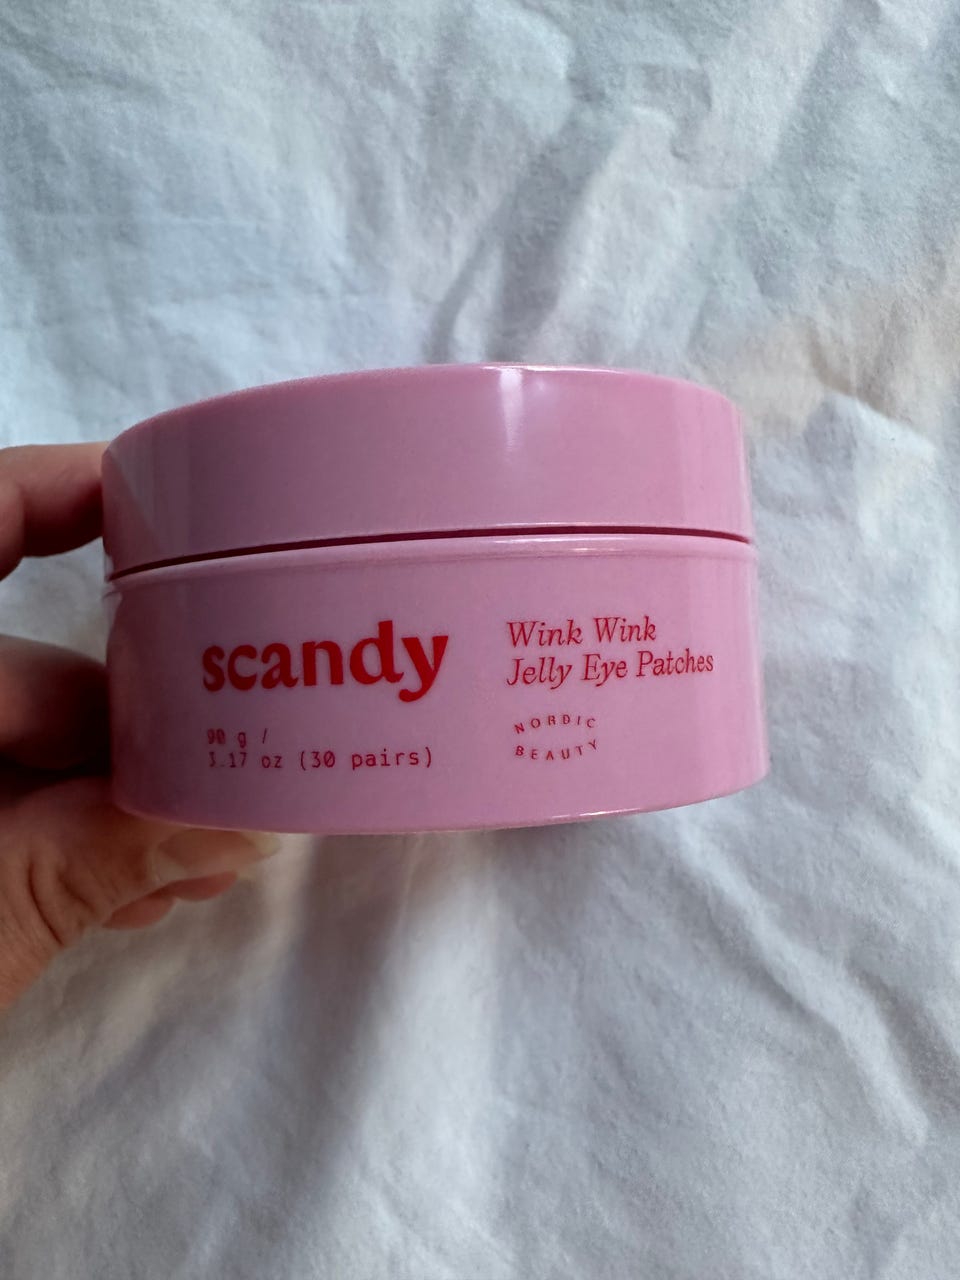 scandy
90 g /
3.17 oz (30 pairs)
Wink Wink
Jelly Eye Patches
NORDIC
BEAUTY